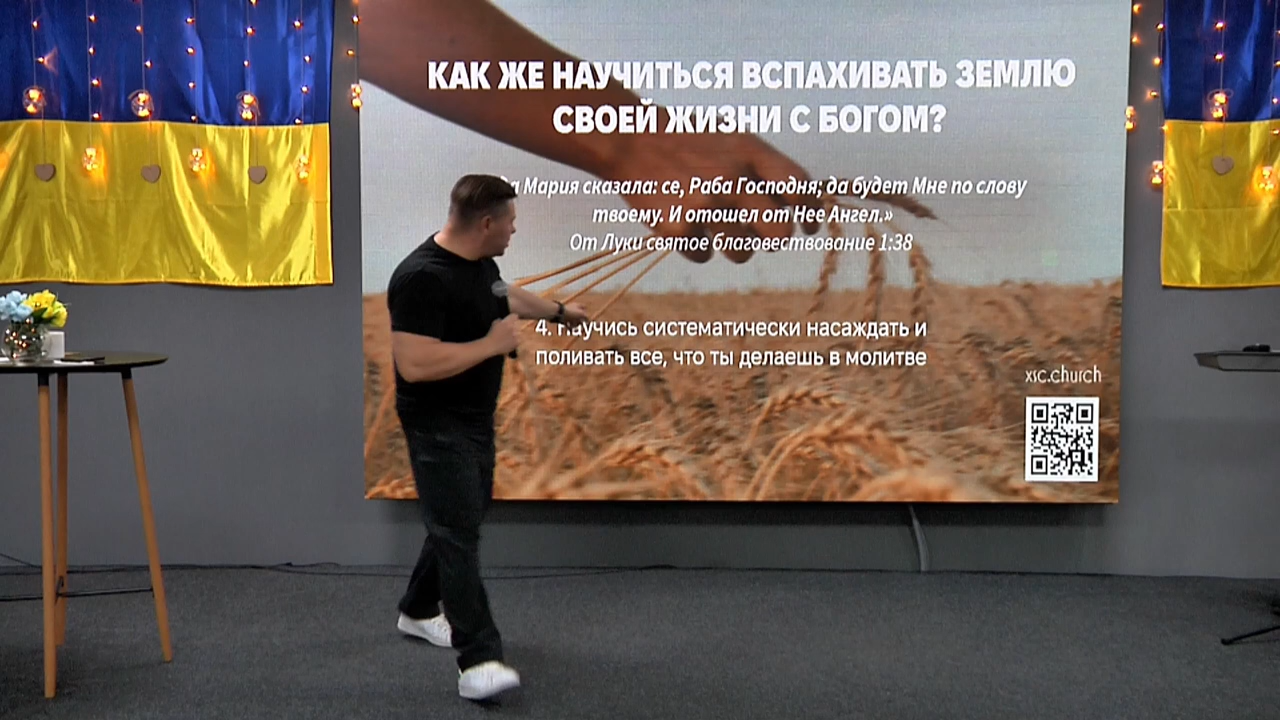 КАК ЖЕ НАУЧИТЬСЯ ВСПАХИВАТЬ ЗЕМЛЮ
СВОЕЙ ЖИЗНИ С БОГОМ?
Мария сказала: се, Раба Господня; да будет Мне по слову
твоему. И отошел от Нее Ангел.»
От Луки святое благовествование 1:38
4. Научись систематически насаждать и
поливать все, что ты делаешь в молитве
xsc.church